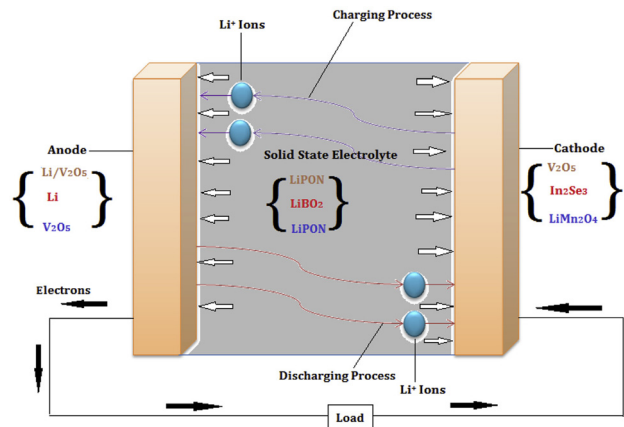 Li⁺ Ions
Charging Process
Anode
Cathode
Solid State Electrolyte
Li/V₂O₅
Li
V₂O₅
LiPON
LiBO₂
LiPON
V₂O₅
In₂Se₃
LiMn₂O₄
Electrons
Discharging Process
Li⁺ Ions
Load